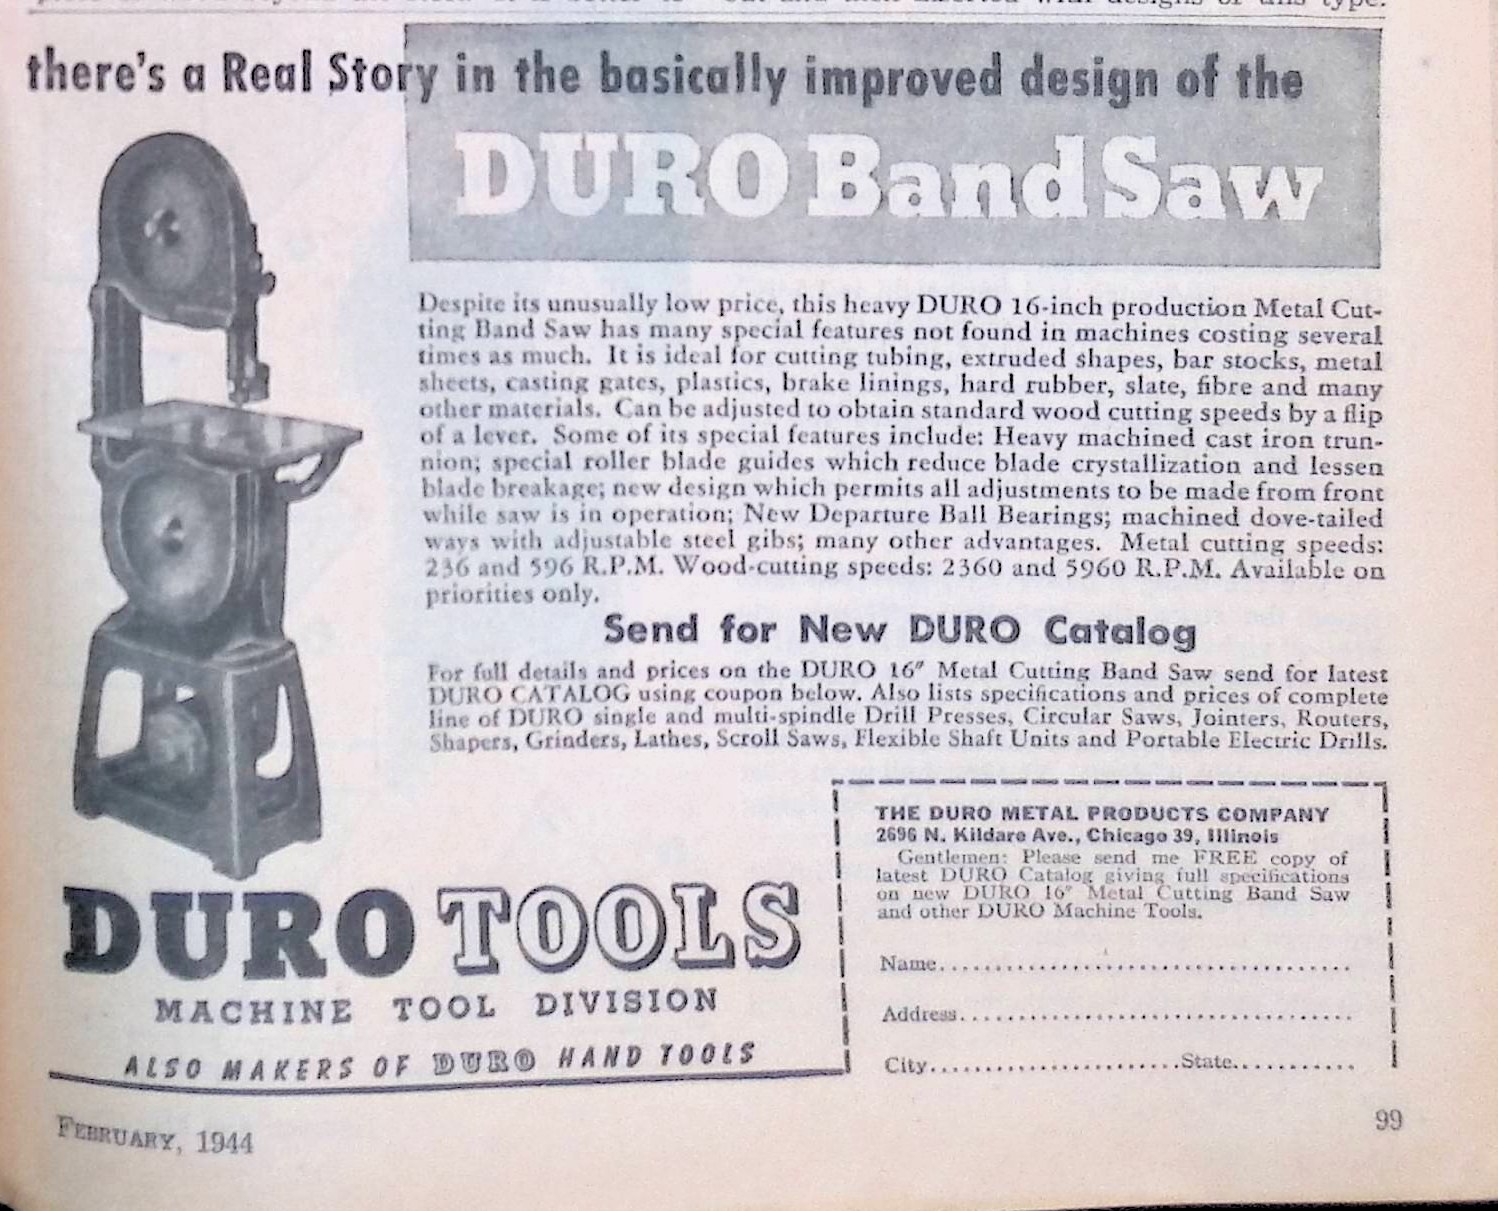 there's a Real Story in the basically improved design of the
DURO Band Saw
Despite its unusually low price, this heavy DURO 16-inch production Metal Cut-
ting Band Saw has many special features not found in machines costing several
times as much. It is ideal for cutting tubing, extruded shapes, bar stocks, metal
sheets, casting gates, plastics, brake linings, hard rubber, slate, fibre and many
other materials. Can be adjusted to obtain standard wood cutting speeds by a flip
of a lever. Some of its special features include: Heavy machined cast iron trun-
nion; special roller blade guides which reduce blade crystallization and lessen
blade breakage; new design which permits all adjustments to be made from front
while saw is in operation; New Departure Ball Bearings; machined dove-tailed
ways with adjustable steel gibs; many other advantages. Metal cutting speeds:
236 and 596 R.P.M. Wood-cutting speeds: 2360 and 5960 R.P.M. Available on
priorities only.
Send for New DURO Catalog
For full details and prices on the DURO 16" Metal Cutting Band Saw send for latest
DURO CATALOG using coupon below. Also lists specifications and prices of complete
line of DURO single and multi-spindle Drill Presses, Circular Saws, Jointers, Routers,
Shapers, Grinders, Lathes, Scroll Saws, Flexible Shaft Units and Portable Electric Drills.
THE DURO METAL PRODUCTS COMPANY
2696 N. Kildare Ave., Chicago 39, Illinois
Gentlemen: Please send me FREE copy of
latest DURO Catalog giving full specifications
on new DURO 16" Metal Cutting Band Saw
and other DURO Machine Tools.
Name....................................
Address..................................
City........................State...........
DURO TOOLS
MACHINE TOOL DIVISION
ALSO MAKERS OF DURO HAND TOOLS
FEBRUARY, 1944
99